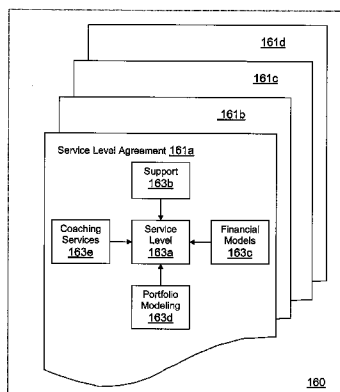 161d
161c
161b
Service Level Agreement 161a
Support
163b
Coaching
Services
163e
Service
Level
163a
Financial
Models
163c
Portfolio
Modeling
163d
160